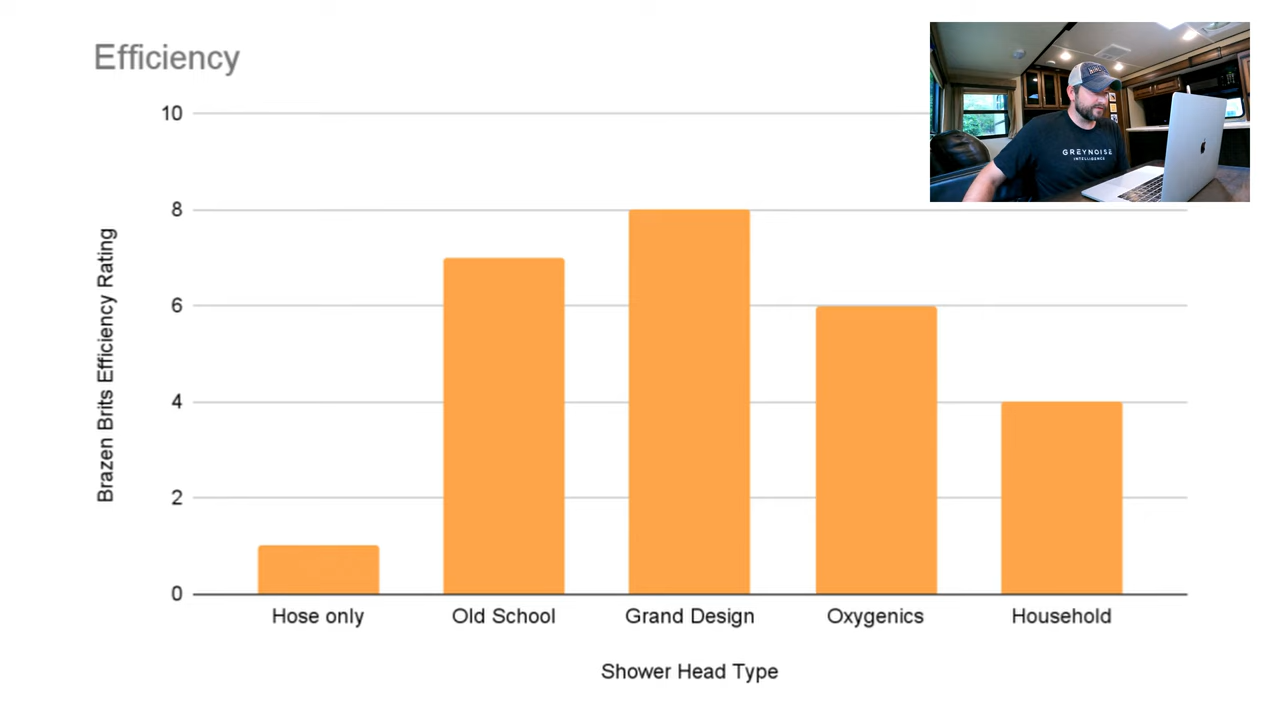 Efficiency
10
8
6
4
2
0
Brazen Brits Efficiency Rating
Hose only
Old School
Grand Design
Oxygenics
Household
Shower Head Type
GREYNOISE
INTELLIGENCE